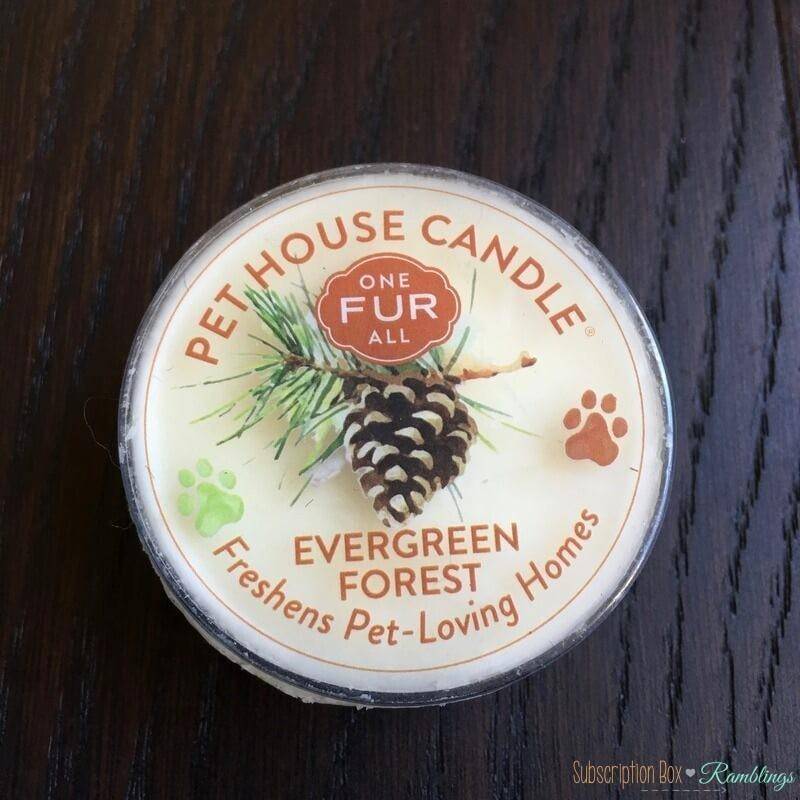 PET HOUSE CANDLE®
ONE
FUR
ALL
EVERGREEN
FOREST
Freshens Pet-Loving Homes
Subscription Box ♥ Ramblings